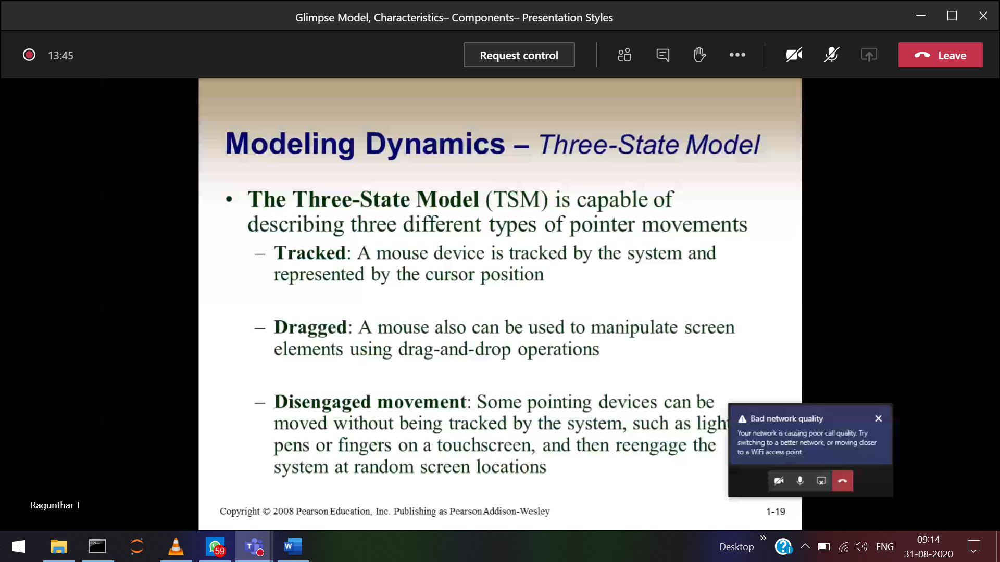 Glimpse Model, Characteristics– Components– Presentation Styles
13:45
Request control
Leave
Modeling Dynamics – Three-State Model
• The Three-State Model (TSM) is capable of
describing three different types of pointer movements
– Tracked: A mouse device is tracked by the system and
represented by the cursor position
– Dragged: A mouse also can be used to manipulate screen
elements using drag-and-drop operations
– Disengaged movement: Some pointing devices can be
moved without being tracked by the system, such as light
pens or fingers on a touchscreen, and then reengage the
system at random screen locations
Bad network quality
Your network is causing poor call quality. Try
switching to a better network, or moving closer
to a WiFi access point.
Ragunthar T
Copyright © 2008 Pearson Education, Inc. Publishing as Pearson Addison-Wesley
1-19
59
T
W
Desktop
ENG
09:14
31-08-2020